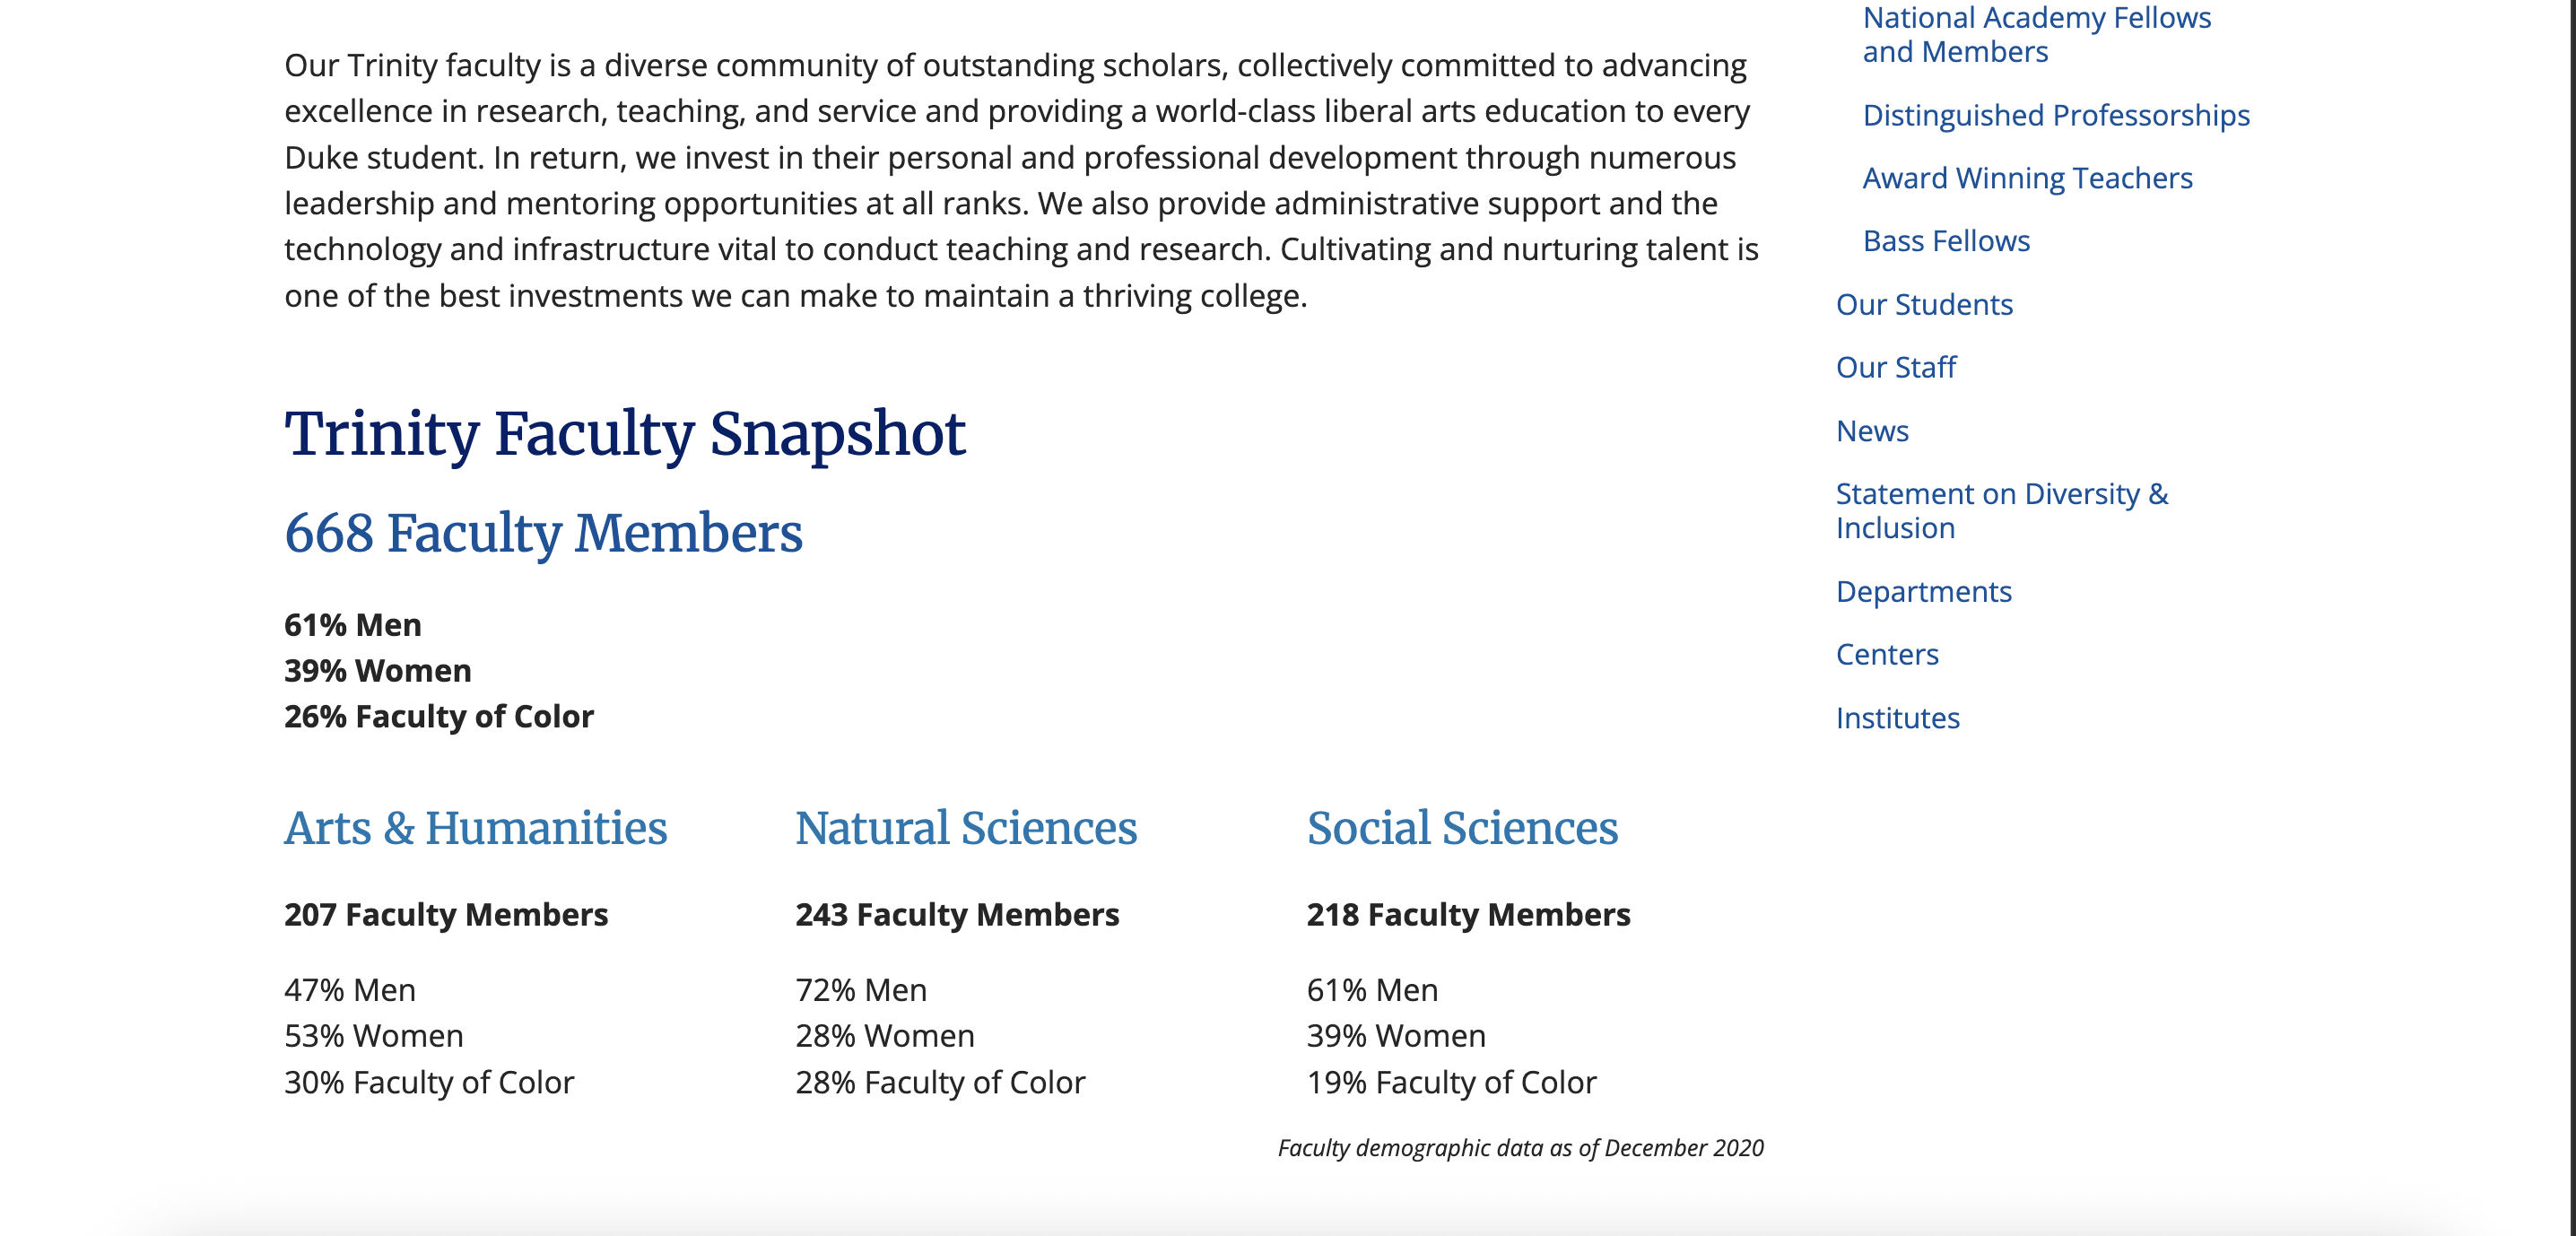 Our Trinity faculty is a diverse community of outstanding scholars, collectively committed to advancing
excellence in research, teaching, and service and providing a world-class liberal arts education to every
Duke student. In return, we invest in their personal and professional development through numerous
leadership and mentoring opportunities at all ranks. We also provide administrative support and the
technology and infrastructure vital to conduct teaching and research. Cultivating and nurturing talent is
one of the best investments we can make to maintain a thriving college.
Trinity Faculty Snapshot
668 Faculty Members
61% Men
39% Women
26% Faculty of Color
Arts & Humanities
207 Faculty Members
47% Men
53% Women
30% Faculty of Color
Natural Sciences
243 Faculty Members
72% Men
28% Women
28% Faculty of Color
Social Sciences
218 Faculty Members
61% Men
39% Women
19% Faculty of Color
Faculty demographic data as of December 2020
National Academy Fellows
and Members
Distinguished Professorships
Award Winning Teachers
Bass Fellows
Our Students
Our Staff
News
Statement on Diversity &
Inclusion
Departments
Centers
Institutes